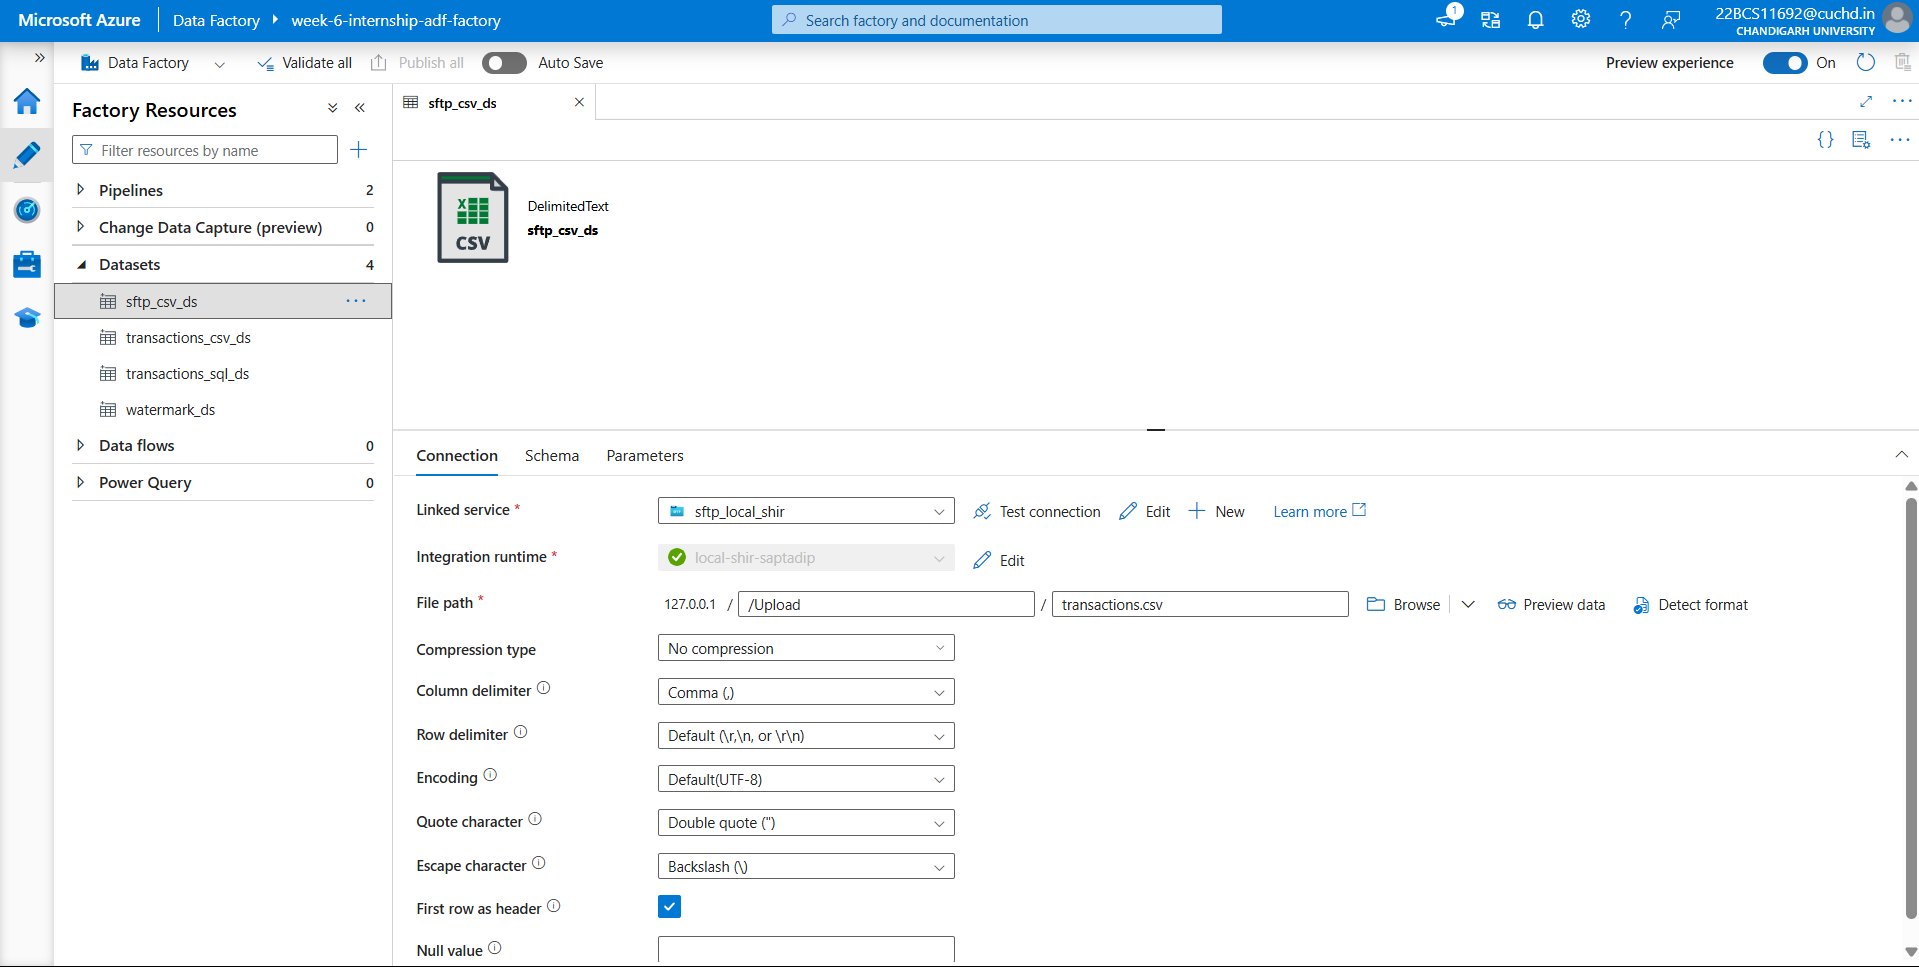 Microsoft Azure
Data Factory
week-6-internship-adf-factory
Search factory and documentation
1
22BCS11692@cuchd.in
CHANDIGARH UNIVERSITY
Data Factory
Validate all
Publish all
Auto Save
Preview experience
On
Factory Resources
Filter resources by name
Pipelines 2
Change Data Capture (preview) 0
Datasets 4
sftp_csv_ds
transactions_csv_ds
transactions_sql_ds
watermark_ds
Data flows 0
Power Query 0
sftp_csv_ds
CSV
DelimitedText
sftp_csv_ds
Connection Schema Parameters
Linked service * sftp_local_shir Test connection Edit New Learn more
Integration runtime * local-shir-saptadip Edit
File path * 127.0.0.1 / /Upload / transactions.csv Browse Preview data Detect format
Compression type No compression
Column delimiter Comma (,)
Row delimiter Default (\r,\n, or \r\n)
Encoding Default(UTF-8)
Quote character Double quote (")
Escape character Backslash (\)
First row as header
Null value